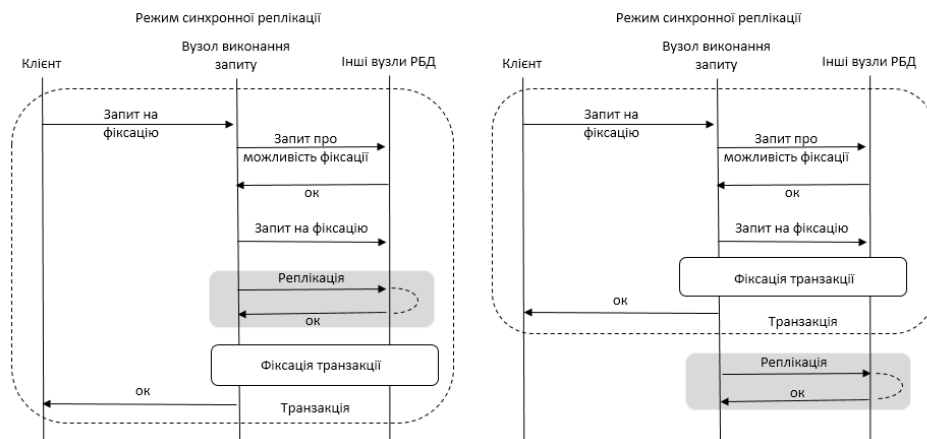 Режим синхронної реплікації
Клієнт
Вузол виконання
запиту
Інші вузли РБД
Запит на
фіксацію
Запит про
можливість фіксації
ок
Запит на фіксацію
Реплікація
ок
Фіксація транзакції
ок
Транзакція
Режим синхронної реплікації
Клієнт
Вузол виконання
запиту
Інші вузли РБД
Запит на
фіксацію
Запит про
можливість фіксації
ок
Запит на фіксацію
Фіксація транзакції
ок
Транзакція
Реплікація
ок